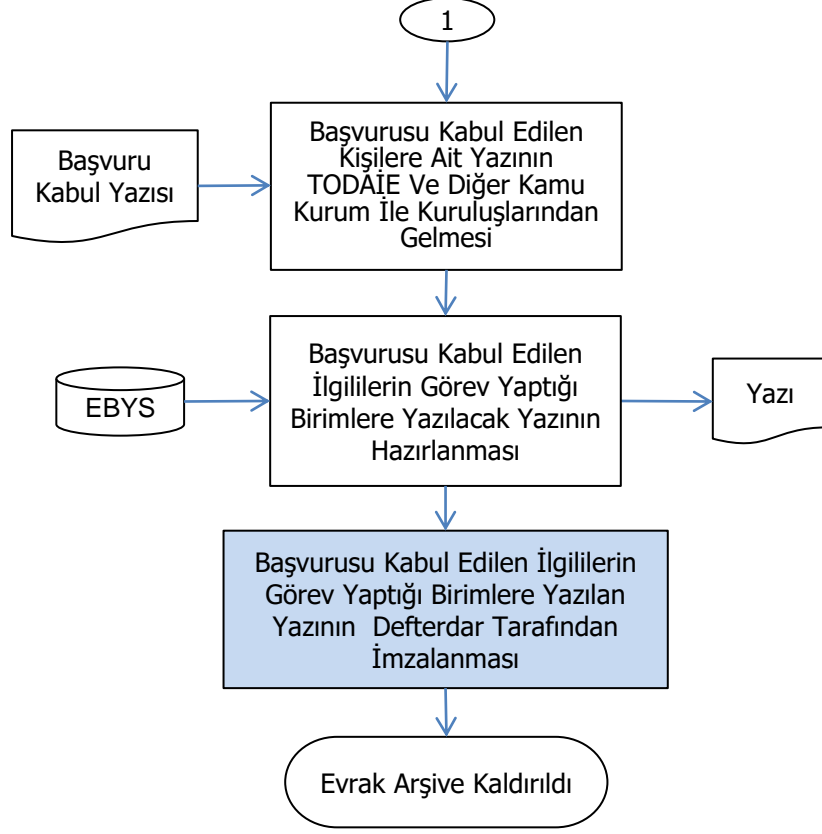 1
Başvuru
Kabul Yazısı
Başvurusu Kabul Edilen
Kişilere Ait Yazının
TODAİE Ve Diğer Kamu
Kurum İle Kuruluşlarından
Gelmesi
EBYS
Başvurusu Kabul Edilen
İlgililerin Görev Yaptığı
Birimlere Yazılacak Yazının
Hazırlanması
Yazı
Başvurusu Kabul Edilen İlgililerin
Görev Yaptığı Birimlere Yazılan
Yazının  Defterdar Tarafından
İmzalanması
Evrak Arşive Kaldırıldı